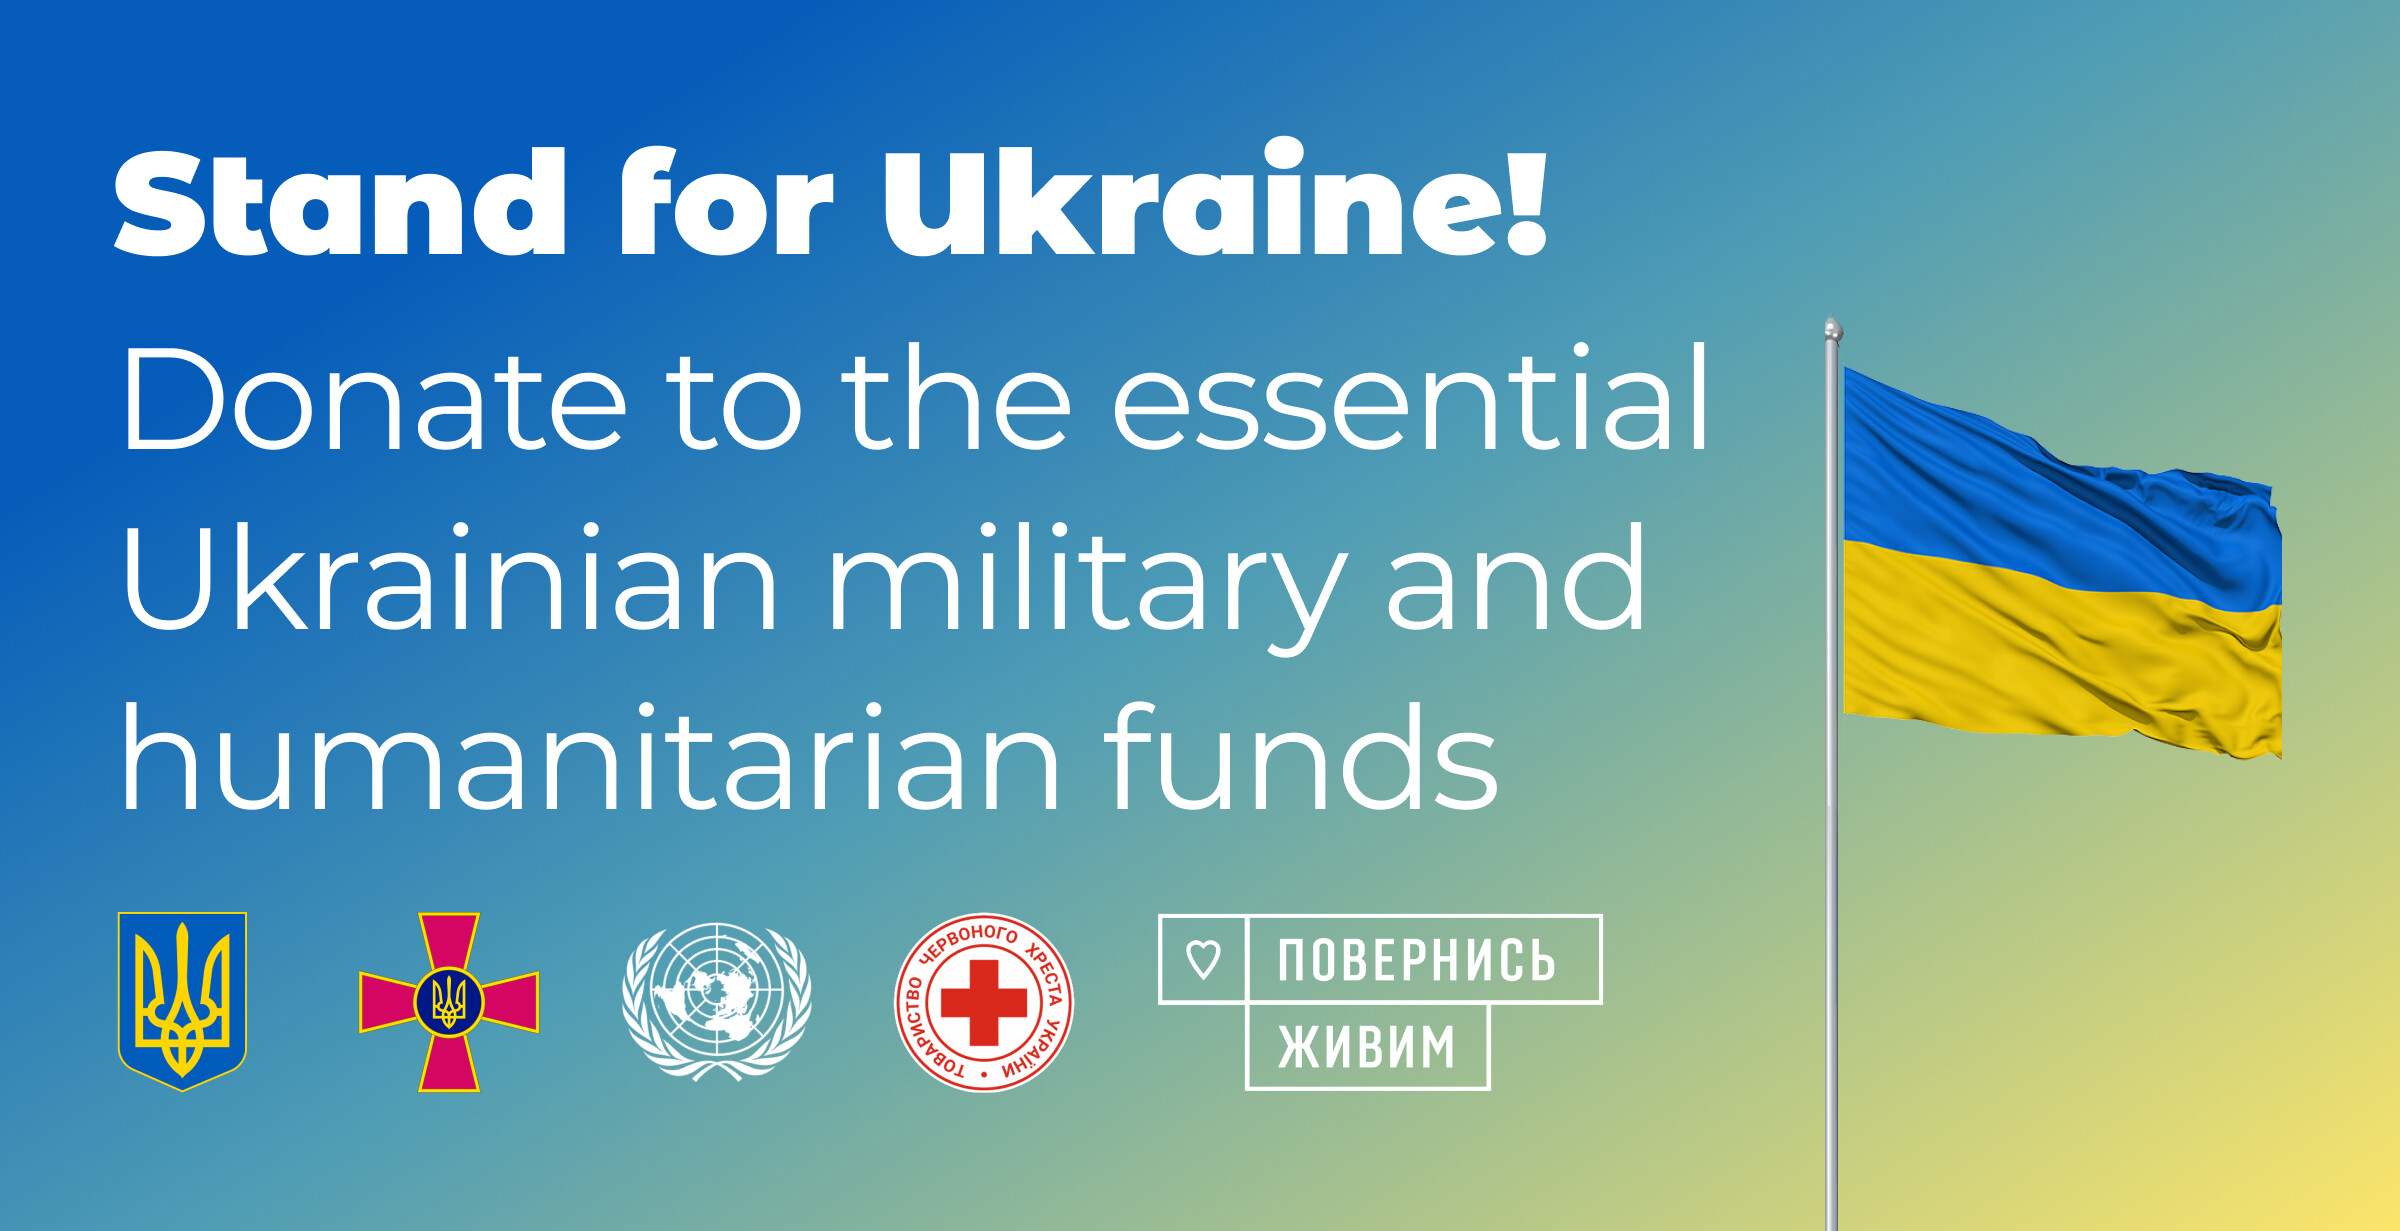 Stand for Ukraine!
Donate to the essential
Ukrainian military and
humanitarian funds
ТОВАРИСТВО ЧЕРВОНОГО ХРЕСТА УКРАЇНИ •
ПОВЕРНИСЬ
ЖИВИМ